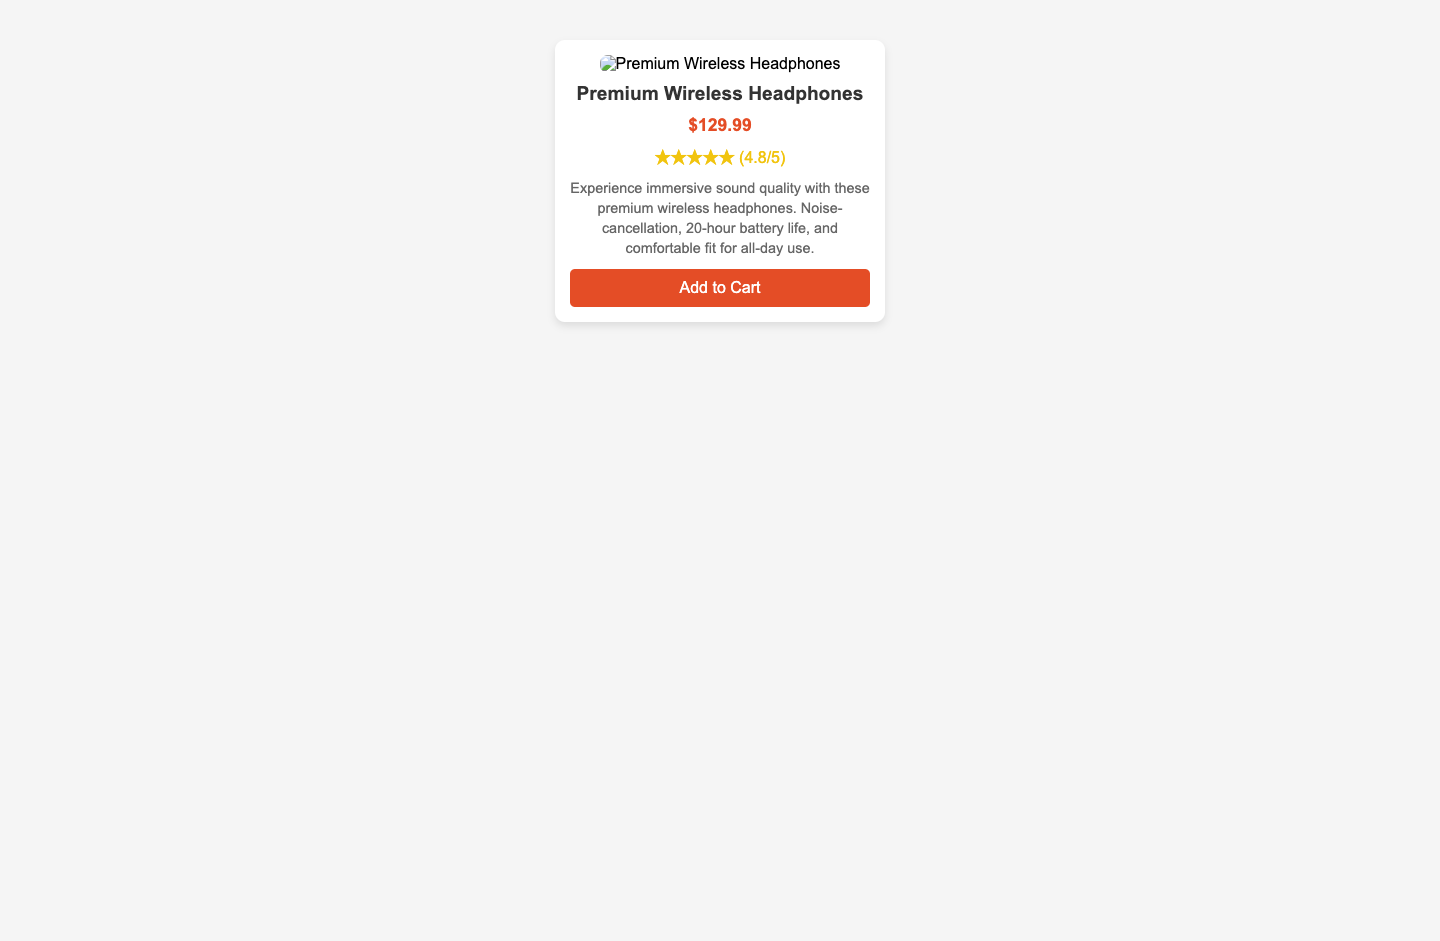 Premium Wireless Headphones
Premium Wireless Headphones
$129.99
★★★★★ (4.8/5)
Experience immersive sound quality with these
premium wireless headphones. Noise-
cancellation, 20-hour battery life, and
comfortable fit for all-day use.
Add to Cart